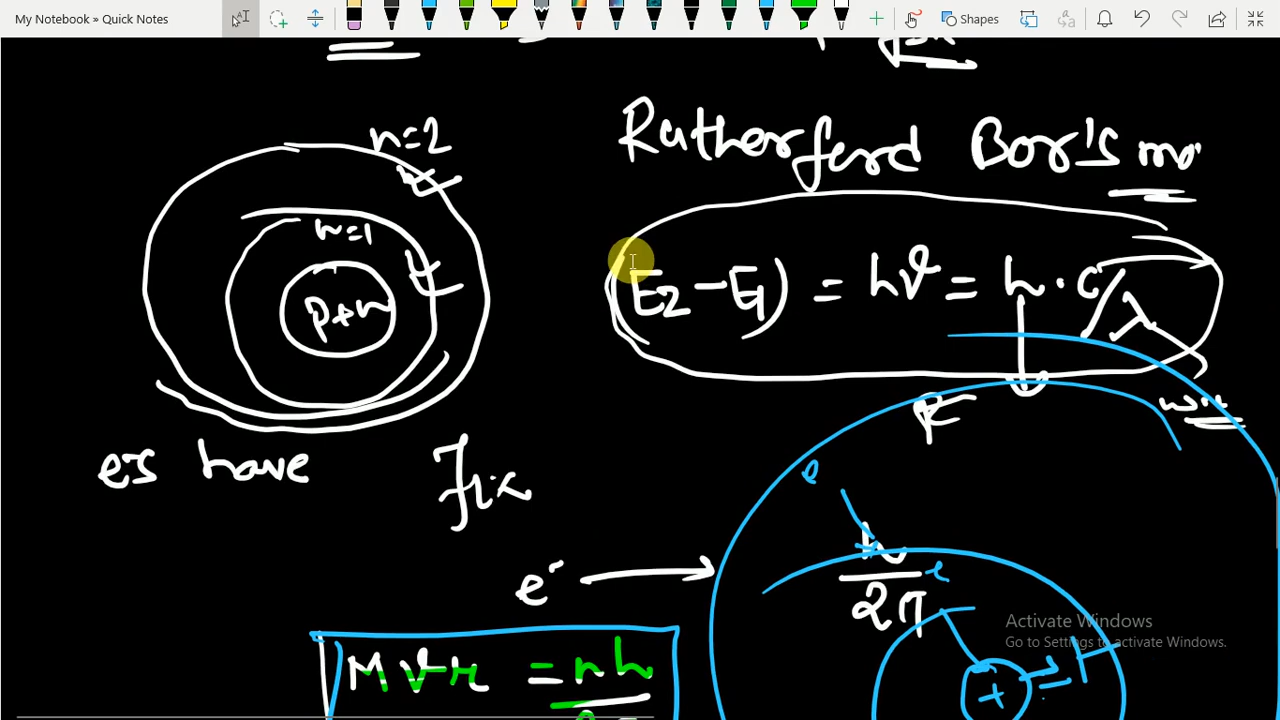 My Notebook » Quick Notes
Shapes
n=2
Rutherford Bor's mo
n=1
p+n
(E2-E1) = hν = h.c/λ
es have
fix
e
h
2π
e
e-
Activate Windows
Go to Settings to activate Windows.
mvr = nh
+